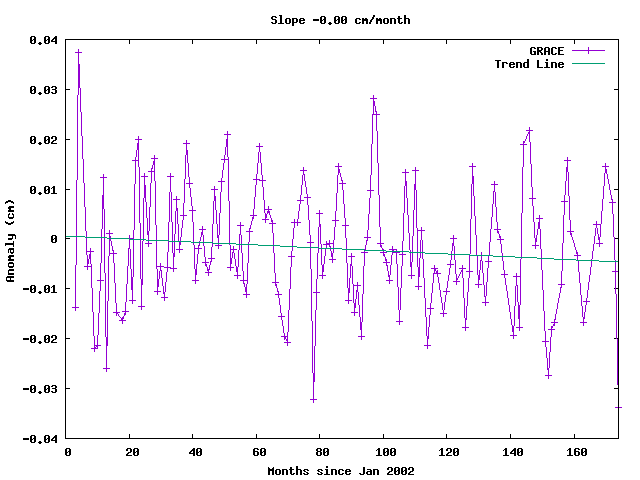 Slope -0.00 cm/month
GRACE
Trend Line
0.04
0.03
0.02
0.01
0
-0.01
-0.02
-0.03
-0.04
Anomaly (cm)
0 20 40 60 80 100 120 140 160
Months since Jan 2002